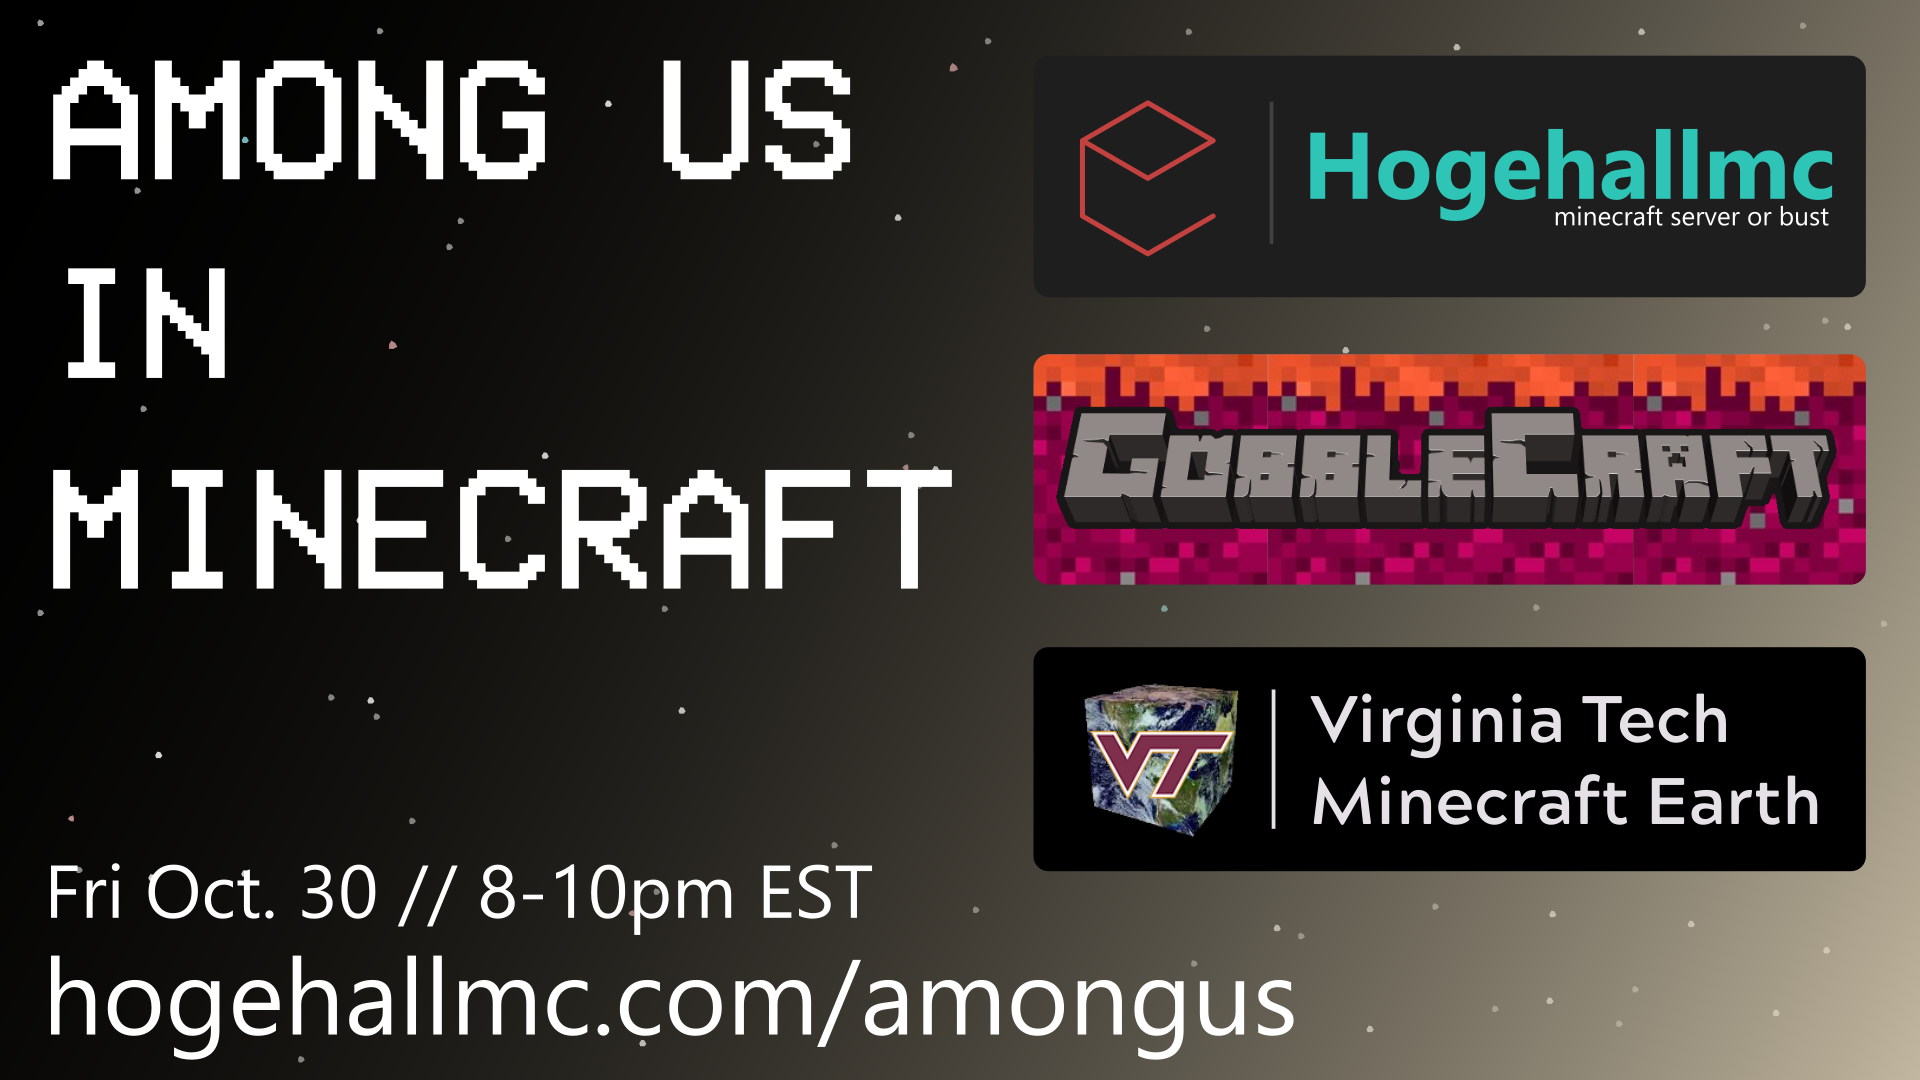 AMONG US
IN
MINECRAFT
Fri Oct. 30 // 8-10pm EST
hogehallmc.com/amongus
Hogehallmc
minecraft server or bust
GobbleCraft
VT
Virginia Tech
Minecraft Earth